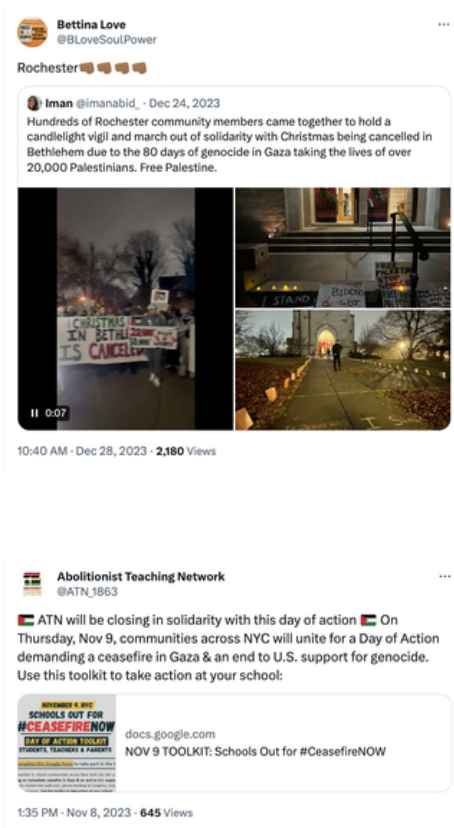 Bettina Love
@BLoveSoulPower
Rochester👊🏾👊🏾👊🏾👊🏾
Iman @imanabid_ · Dec 24, 2023
Hundreds of Rochester community members came together to hold a
candlelight vigil and march out of solidarity with Christmas being cancelled in
Bethlehem due to the 80 days of genocide in Gaza taking the lives of over
20,000 Palestinians. Free Palestine.
CHRISTMAS
IN BETHL
IS CANCELED
I STAND
FREE
PALESTINE
STOP
0:07
10:40 AM · Dec 28, 2023 · 2,180 Views
Abolitionist Teaching Network
@ATN_1863
🇵🇸 ATN will be closing in solidarity with this day of action 🇵🇸 On
Thursday, Nov 9, communities across NYC will unite for a Day of Action
demanding a ceasefire in Gaza & an end to U.S. support for genocide.
Use this toolkit to take action at your school:
NOVEMBER 9, NYC
SCHOOLS OUT FOR
#CEASEFIRENOW
DAY OF ACTION TOOLKIT
STUDENTS, TEACHERS & PARENTS
docs.google.com
NOV 9 TOOLKIT: Schools Out for #CeasefireNOW
1:35 PM · Nov 8, 2023 · 645 Views